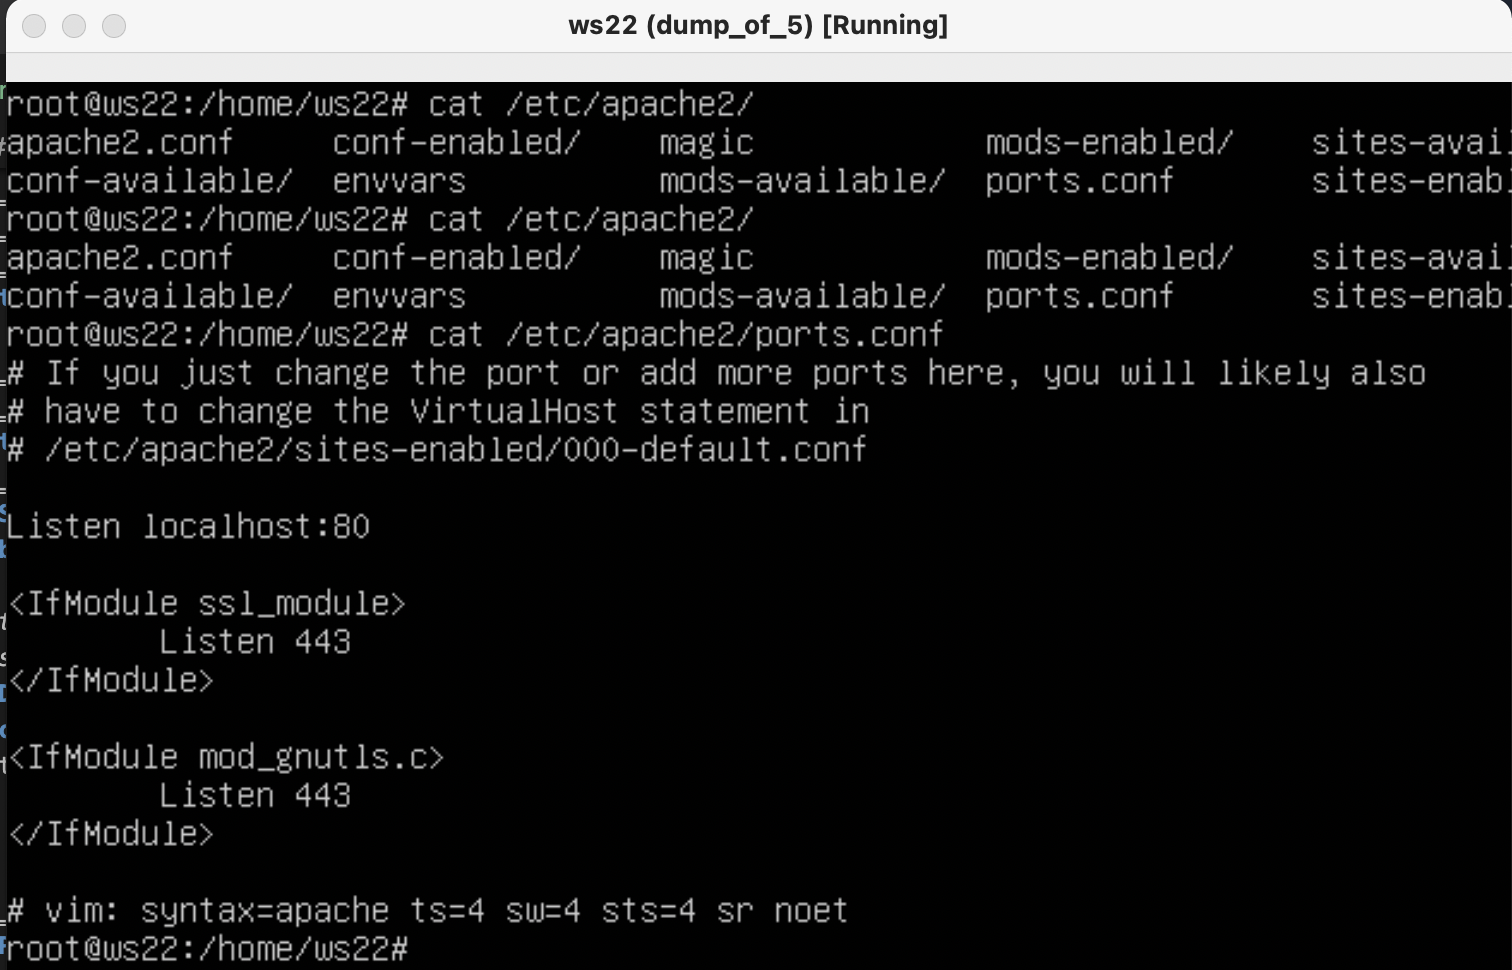 ws22 (dump_of_5) [Running]
root@ws22:/home/ws22# cat /etc/apache2/
apache2.conf conf-enabled/ magic mods-enabled/ sites-avai
conf-available/ envvars mods-available/ ports.conf sites-enab
root@ws22:/home/ws22# cat /etc/apache2/
apache2.conf conf-enabled/ magic mods-enabled/ sites-avai
conf-available/ envvars mods-available/ ports.conf sites-enab
root@ws22:/home/ws22# cat /etc/apache2/ports.conf
# If you just change the port or add more ports here, you will likely also
# have to change the VirtualHost statement in
# /etc/apache2/sites-enabled/000-default.conf
Listen localhost:80
<IfModule ssl_module>
Listen 443
</IfModule>
<IfModule mod_gnutls.c>
Listen 443
</IfModule>
# vim: syntax=apache ts=4 sw=4 sts=4 sr noet
root@ws22:/home/ws22#